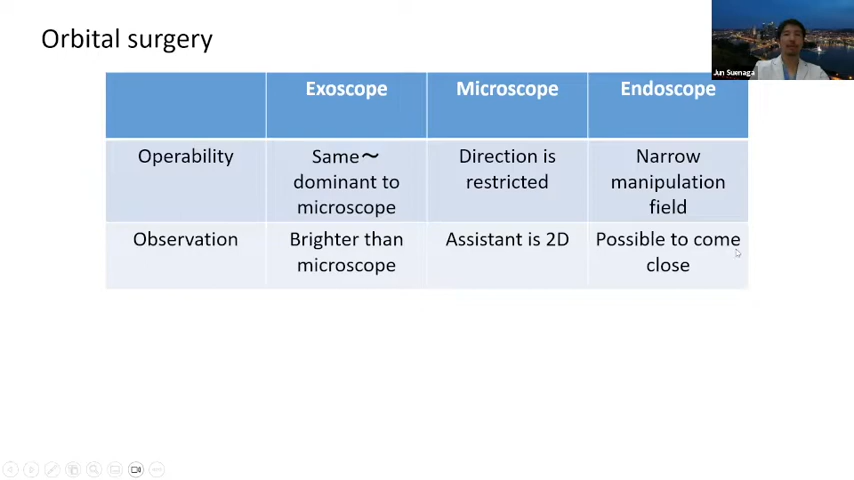 Orbital surgery
Jun Suenaga
Exoscope Microscope Endoscope
Operability
Same～
dominant to
microscope
Direction is
restricted
Narrow
manipulation
field
Observation
Brighter than
microscope
Assistant is 2D
Possible to come
close